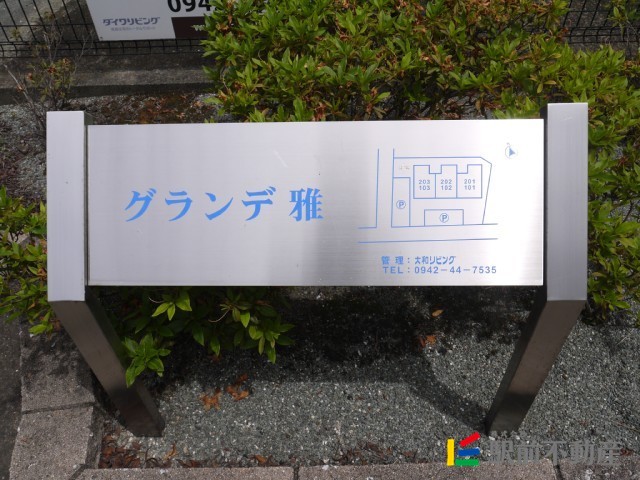 094
ダイワリビング
グランデ 雅
203 202 201
103 102 101
P
P
管理：大和リビング
TEL：0942-44-7535
駅前不動産